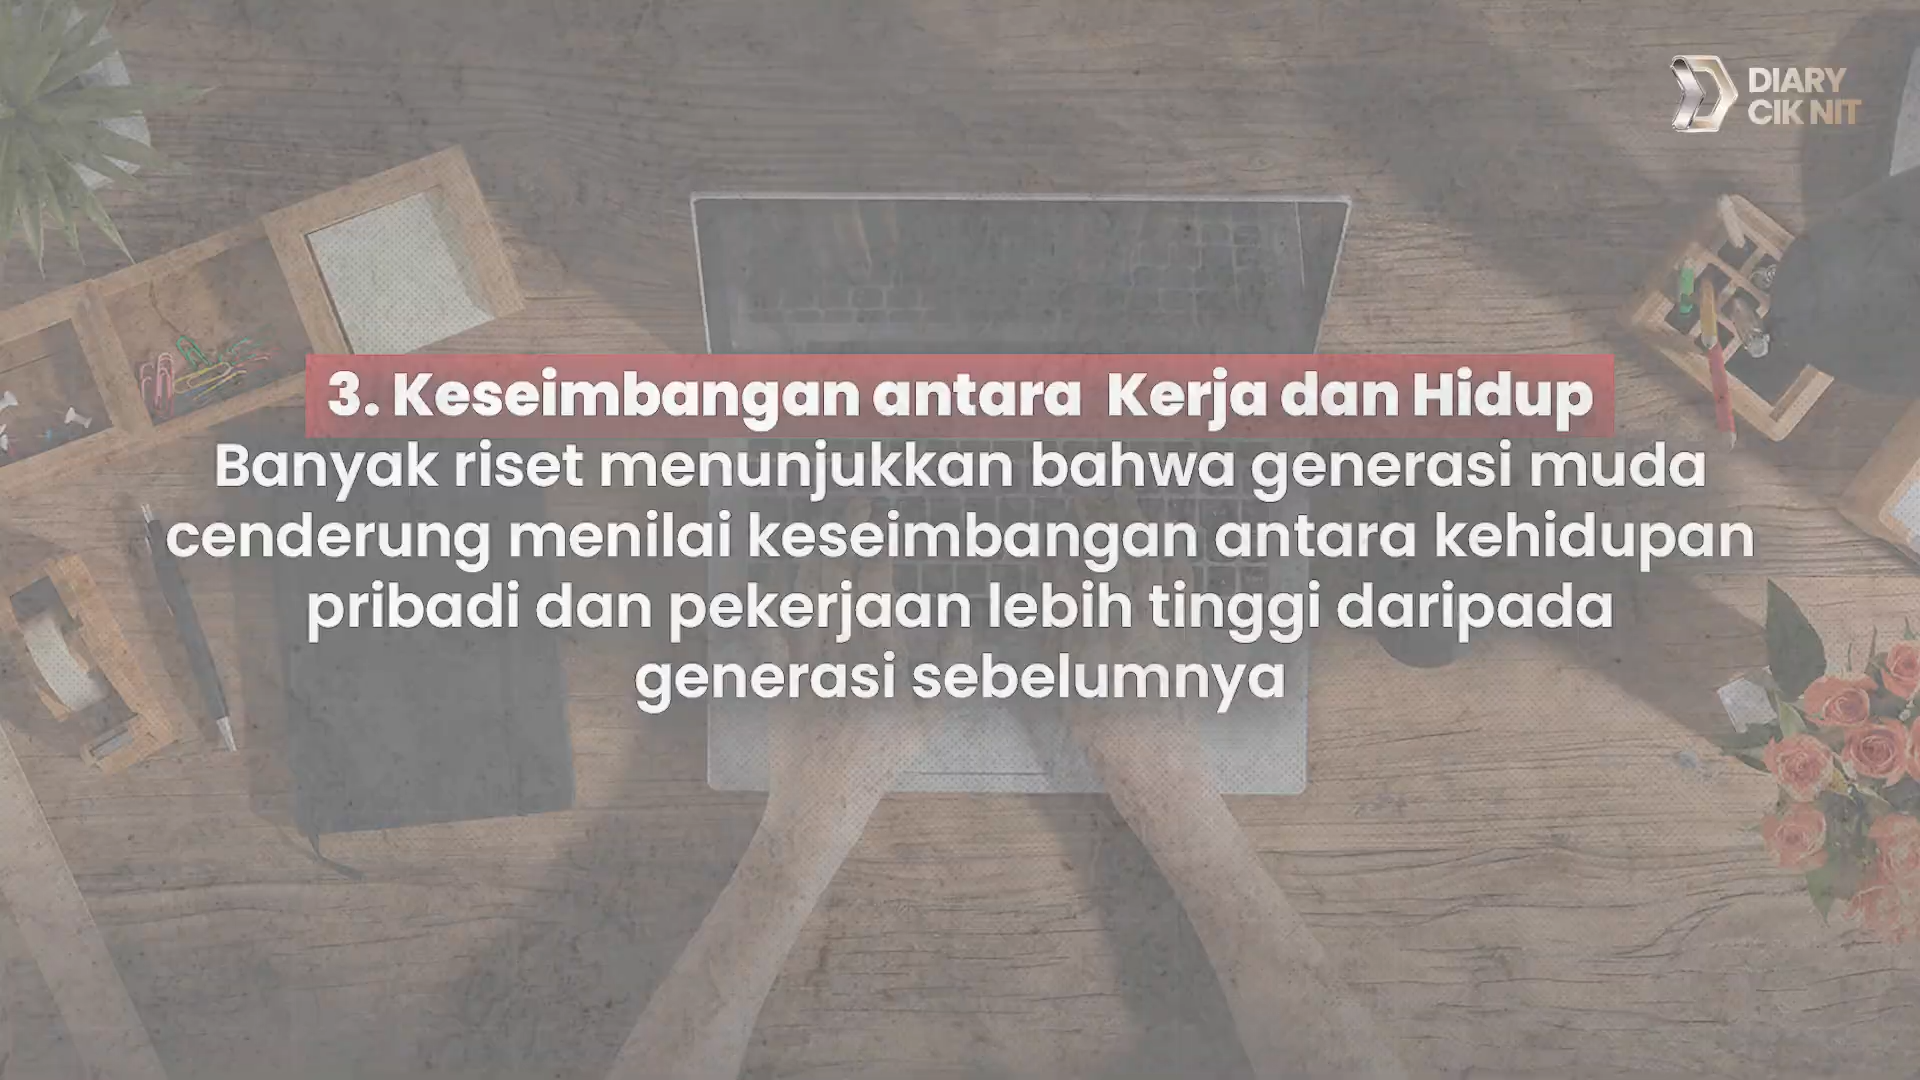 DIARY
CIK NIT
3. Keseimbangan antara  Kerja dan Hidup
Banyak riset menunjukkan bahwa generasi muda
cenderung menilai keseimbangan antara kehidupan
pribadi dan pekerjaan lebih tinggi daripada
generasi sebelumnya